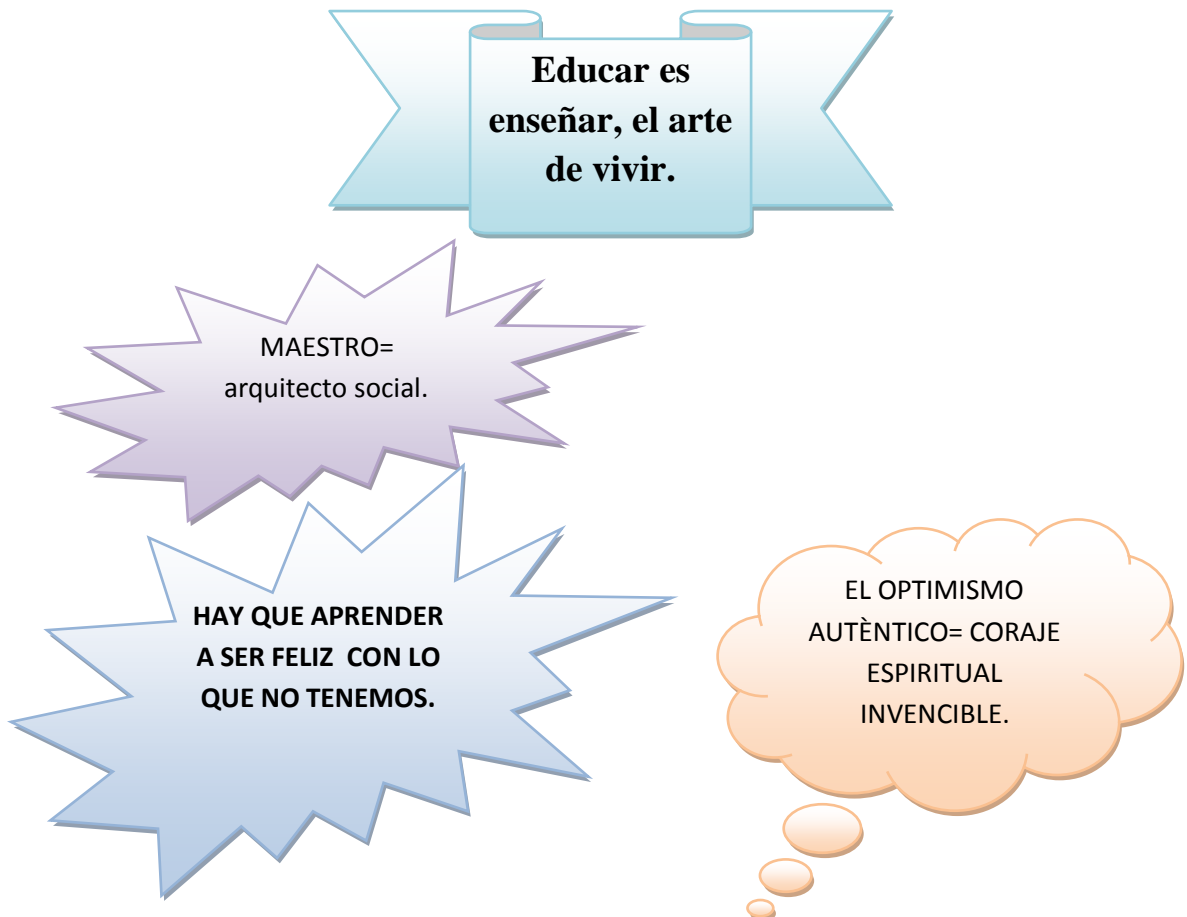 Educar es
enseñar, el arte
de vivir.
MAESTRO=
arquitecto social.
HAY QUE APRENDER
A SER FELIZ  CON LO
QUE NO TENEMOS.
EL OPTIMISMO
AUTÈNTICO= CORAJE
ESPIRITUAL
INVENCIBLE.